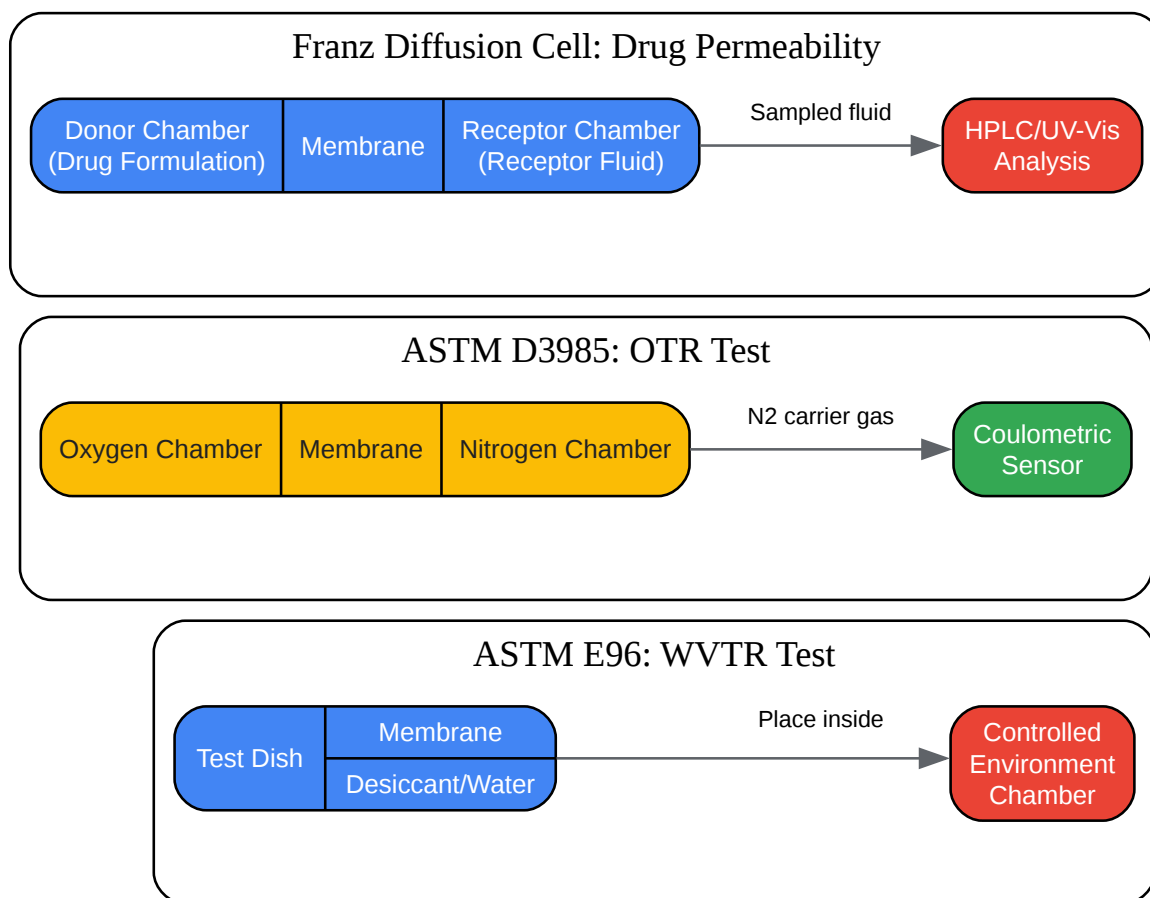 Franz Diffusion Cell: Drug Permeability
Donor Chamber
(Drug Formulation)
Membrane
Receptor Chamber
(Receptor Fluid)
Sampled fluid
HPLC/UV-Vis
Analysis
ASTM D3985: OTR Test
Oxygen Chamber
Membrane
Nitrogen Chamber
N2 carrier gas
Coulometric
Sensor
ASTM E96: WVTR Test
Test Dish
Membrane
Desiccant/Water
Place inside
Controlled
Environment
Chamber